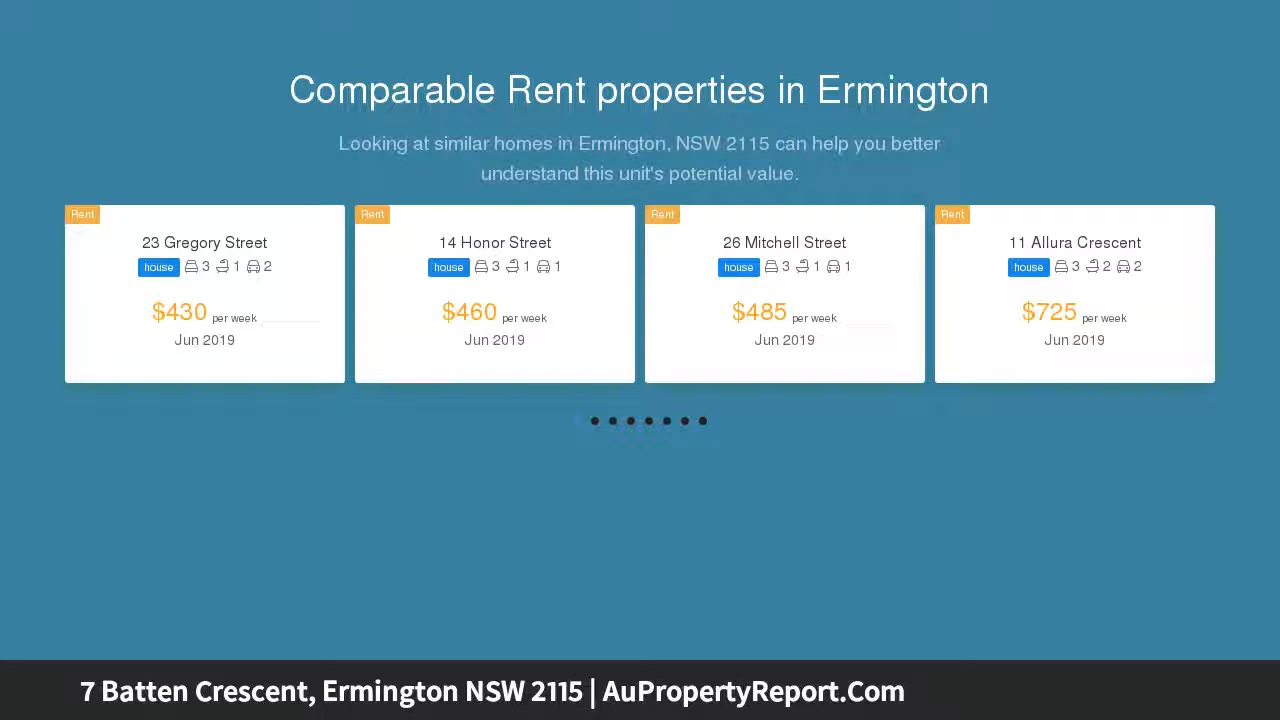 Comparable Rent properties in Ermington
Looking at similar homes in Ermington, NSW 2115 can help you better
understand this unit's potential value.
Rent
23 Gregory Street
house 3 1 2
$430 per week
Jun 2019
Rent
14 Honor Street
house 3 1 1
$460 per week
Jun 2019
Rent
26 Mitchell Street
house 3 1 1
$485 per week
Jun 2019
Rent
11 Allura Crescent
house 3 2 2
$725 per week
Jun 2019
7 Batten Crescent, Ermington NSW 2115 | AuPropertyReport.Com